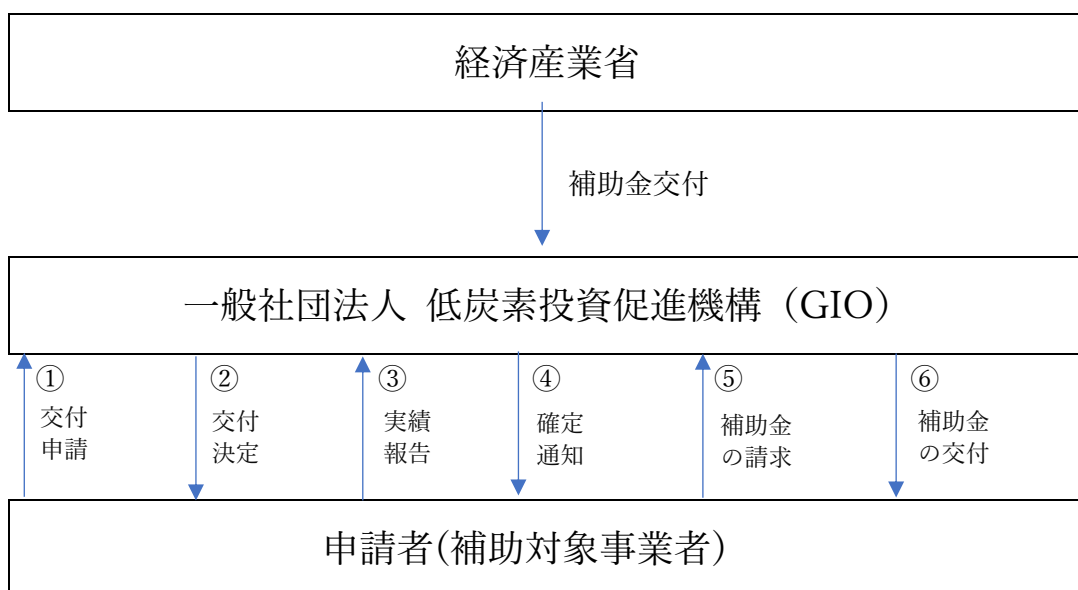 経済産業省
補助金交付
一般社団法人 低炭素投資促進機構（GIO）
①
交付
申請
②
交付
決定
③
実績
報告
④
確定
通知
⑤
補助金
の請求
⑥
補助金
の交付
申請者(補助対象事業者)